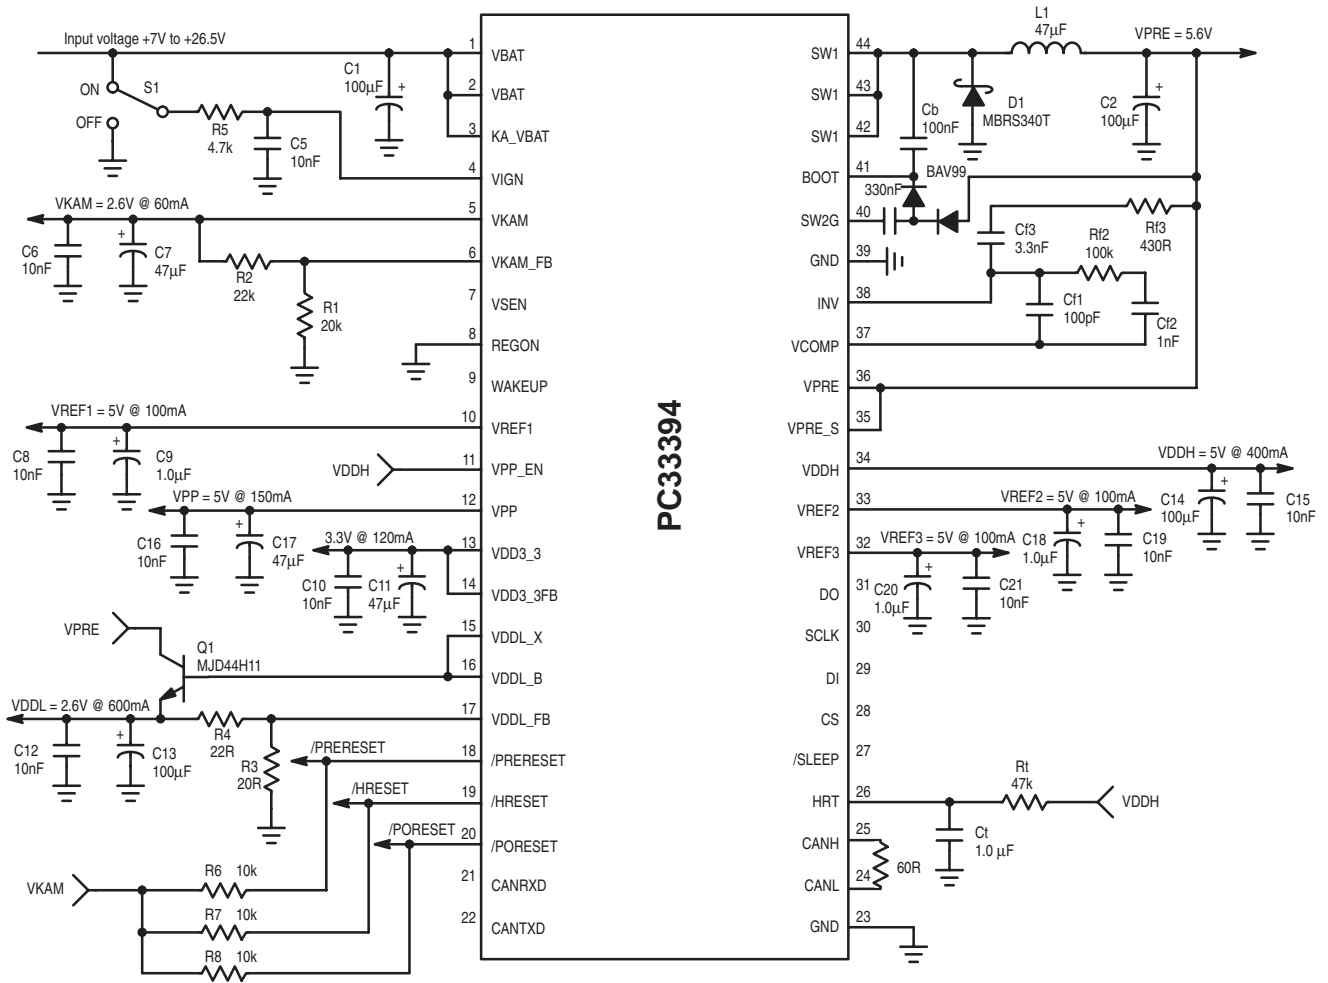 Input voltage +7V to +26.5V
ON
S1
OFF
R5
4.7k
C5
10nF
C1
100µF
+
VKAM = 2.6V @ 60mA
C6
10nF
+
C7
47µF
R2
22k
R1
20k
VREF1 = 5V @ 100mA
C8
10nF
+
C9
1.0µF
VDDH
VPP = 5V @ 150mA
C16
10nF
+
C17
47µF
3.3V @ 120mA
C10
10nF
+
C11
47µF
VPRE
Q1
MJD44H11
VDDL = 2.6V @ 600mA
C12
10nF
+
C13
100µF
R4
22R
R3
20R
/PRERESET
/HRESET
/PORESET
VKAM
R6 10k
R7 10k
R8 10k
1 VBAT
2 VBAT
3 KA_VBAT
4 VIGN
5 VKAM
6 VKAM_FB
7 VSEN
8 REGON
9 WAKEUP
10 VREF1
11 VPP_EN
12 VPP
13 VDD3_3
14 VDD3_3FB
15 VDDL_X
16 VDDL_B
17 VDDL_FB
18 /PRERESET
19 /HRESET
20 /PORESET
21 CANRXD
22 CANTXD
PC33394
SW1 44
SW1 43
SW1 42
BOOT 41
SW2G 40
GND 39
INV 38
VCOMP 37
VPRE 36
VPRE_S 35
VDDH 34
VREF2 33
VREF3 32
DO 31
SCLK 30
DI 29
CS 28
/SLEEP 27
HRT 26
CANH 25
CANL 24
GND 23
L1
47µF
VPRE = 5.6V
Cb
100nF
D1
MBRS340T
C2
100µF
+
BAV99
330nF
Cf3
3.3nF
Rf3
430R
Rf2
100k
Cf1
100pF
Cf2
1nF
VDDH = 5V @ 400mA
C14
100µF
+
C15
10nF
VREF2 = 5V @ 100mA
C18
1.0µF
+
C19
10nF
VREF3 = 5V @ 100mA
C20
1.0µF
+
C21
10nF
Rt
47k
VDDH
Ct
1.0 µF
60R